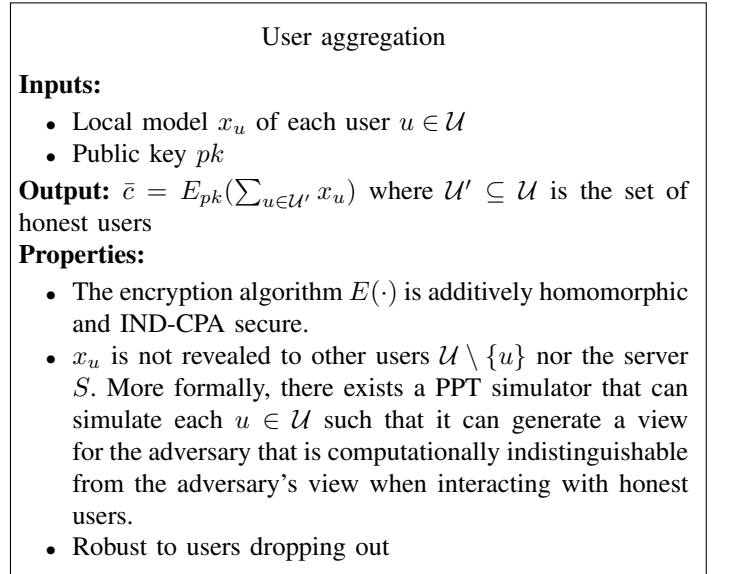 User aggregation
Inputs:
• Local model x_u of each user u ∈ 𝒰
• Public key pk
Output: c̄ = E_{pk}(∑_{u∈𝒰′} x_u) where 𝒰′ ⊆ 𝒰 is the set of
honest users
Properties:
• The encryption algorithm E(·) is additively homomorphic
and IND-CPA secure.
• x_u is not revealed to other users 𝒰 \ {u} nor the server
S. More formally, there exists a PPT simulator that can
simulate each u ∈ 𝒰 such that it can generate a view
for the adversary that is computationally indistinguishable
from the adversary's view when interacting with honest
users.
• Robust to users dropping out